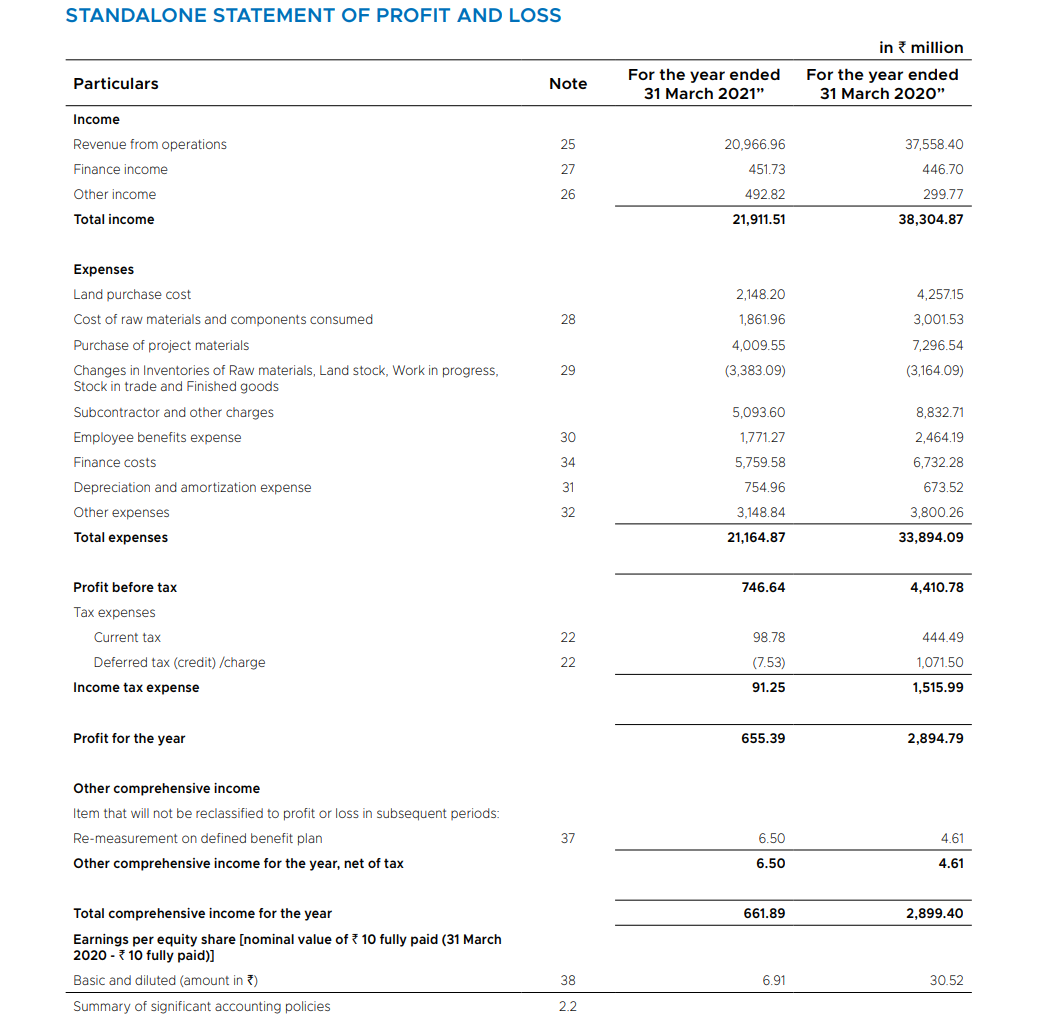 STANDALONE STATEMENT OF PROFIT AND LOSS
in ₹ million
Particulars Note For the year ended 31 March 2021” For the year ended 31 March 2020”
Income
Revenue from operations 25 20,966.96 37,558.40
Finance income 27 451.73 446.70
Other income 26 492.82 299.77
Total income 21,911.51 38,304.87
Expenses
Land purchase cost 2,148.20 4,257.15
Cost of raw materials and components consumed 28 1,861.96 3,001.53
Purchase of project materials 4,009.55 7,296.54
Changes in Inventories of Raw materials, Land stock, Work in progress, 29 (3,383.09) (3,164.09)
Stock in trade and Finished goods
Subcontractor and other charges 5,093.60 8,832.71
Employee benefits expense 30 1,771.27 2,464.19
Finance costs 34 5,759.58 6,732.28
Depreciation and amortization expense 31 754.96 673.52
Other expenses 32 3,148.84 3,800.26
Total expenses 21,164.87 33,894.09
Profit before tax 746.64 4,410.78
Tax expenses
Current tax 22 98.78 444.49
Deferred tax (credit) /charge 22 (7.53) 1,071.50
Income tax expense 91.25 1,515.99
Profit for the year 655.39 2,894.79
Other comprehensive income
Item that will not be reclassified to profit or loss in subsequent periods:
Re-measurement on defined benefit plan 37 6.50 4.61
Other comprehensive income for the year, net of tax 6.50 4.61
Total comprehensive income for the year 661.89 2,899.40
Earnings per equity share [nominal value of ₹ 10 fully paid (31 March
2020 - ₹ 10 fully paid)]
Basic and diluted (amount in ₹) 38 6.91 30.52
Summary of significant accounting policies 2.2